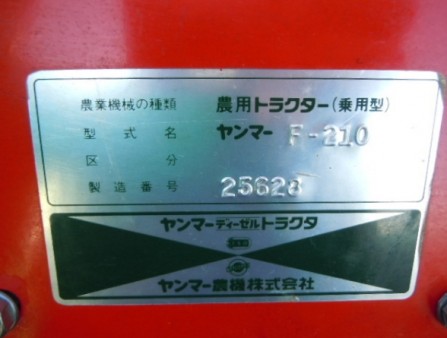 農業機械の種類 農用トラクター(乗用型)
型式名 ヤンマー F-210
区分
製造番号 25628
ヤンマーディーゼルトラクタ
ヤンマー農機株式会社